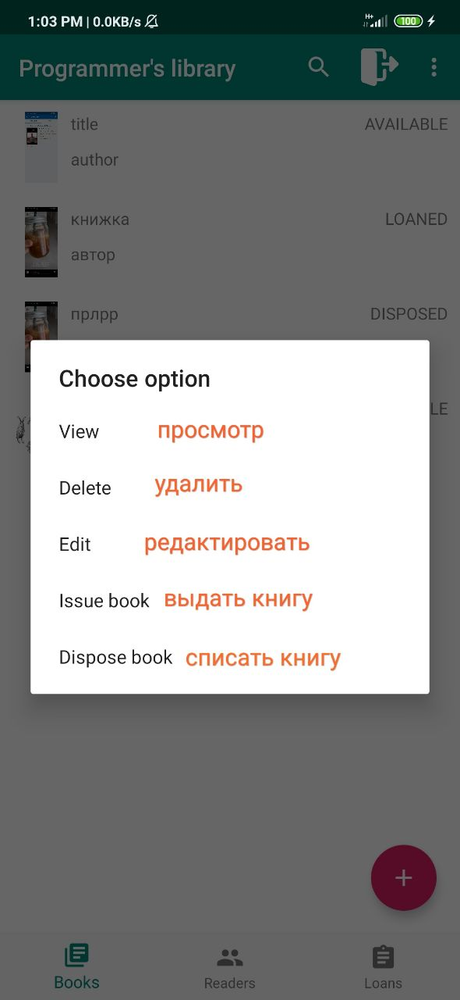 1:03 PM | 0.0KB/s H+ 100
Programmer's library
title AVAILABLE
author
книжка LOANED
автор
прлрр DISPOSED
Choose option
LE
View просмотр
Delete удалить
Edit редактировать
Issue book выдать книгу
Dispose book списать книгу
+
Books Readers Loans